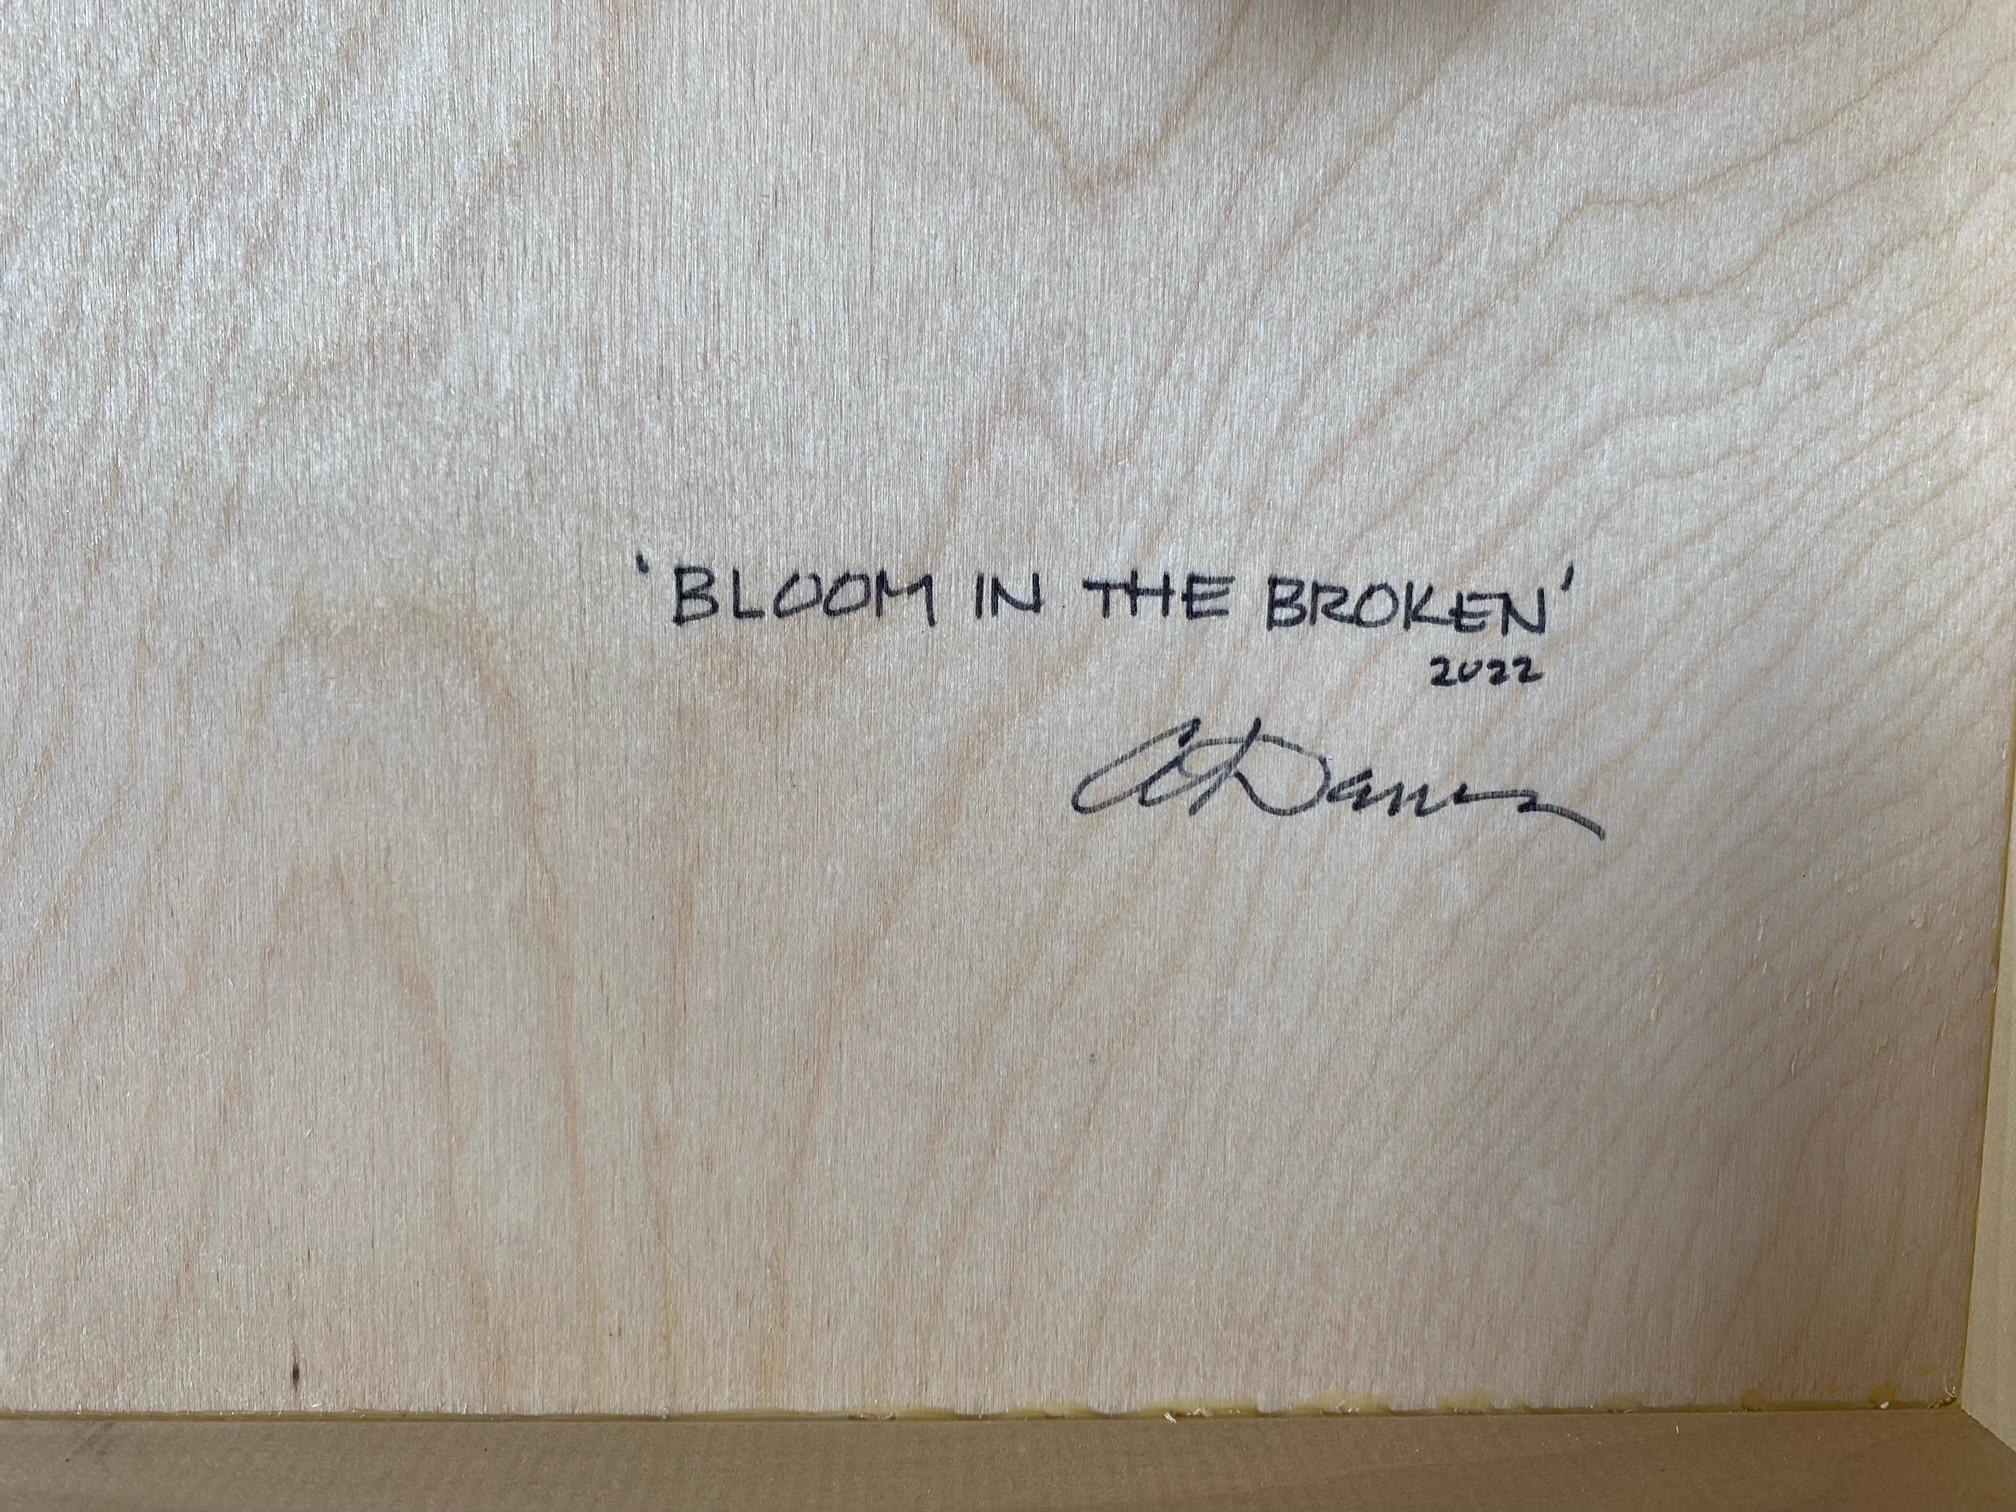 'BLOOM IN THE BROKEN'
2022